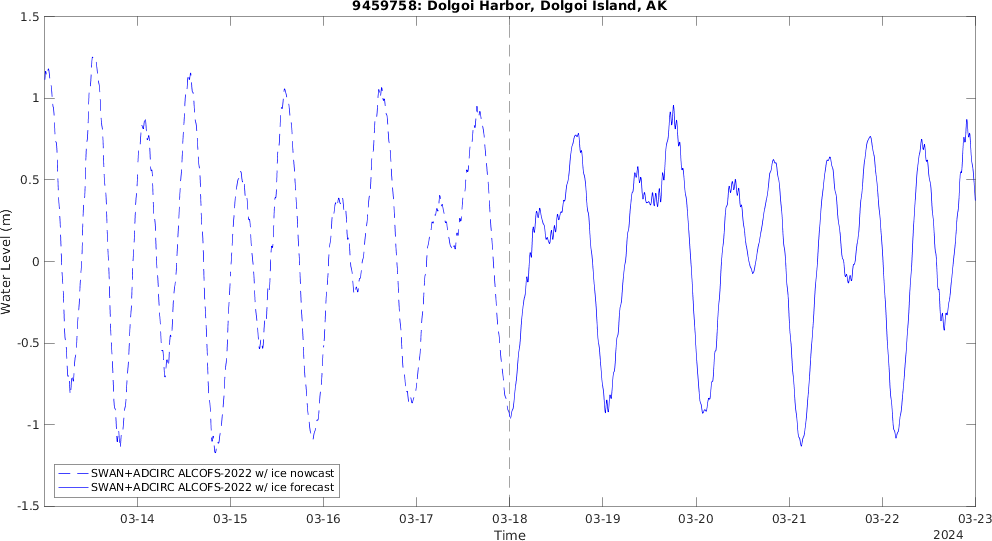 9459758: Dolgoi Harbor, Dolgoi Island, AK
1.5
1
0.5
0
-0.5
-1
-1.5
Water Level (m)
SWAN+ADCIRC ALCOFS-2022 w/ ice nowcast
SWAN+ADCIRC ALCOFS-2022 w/ ice forecast
03-14 03-15 03-16 03-17 03-18 03-19 03-20 03-21 03-22 03-23
Time
2024